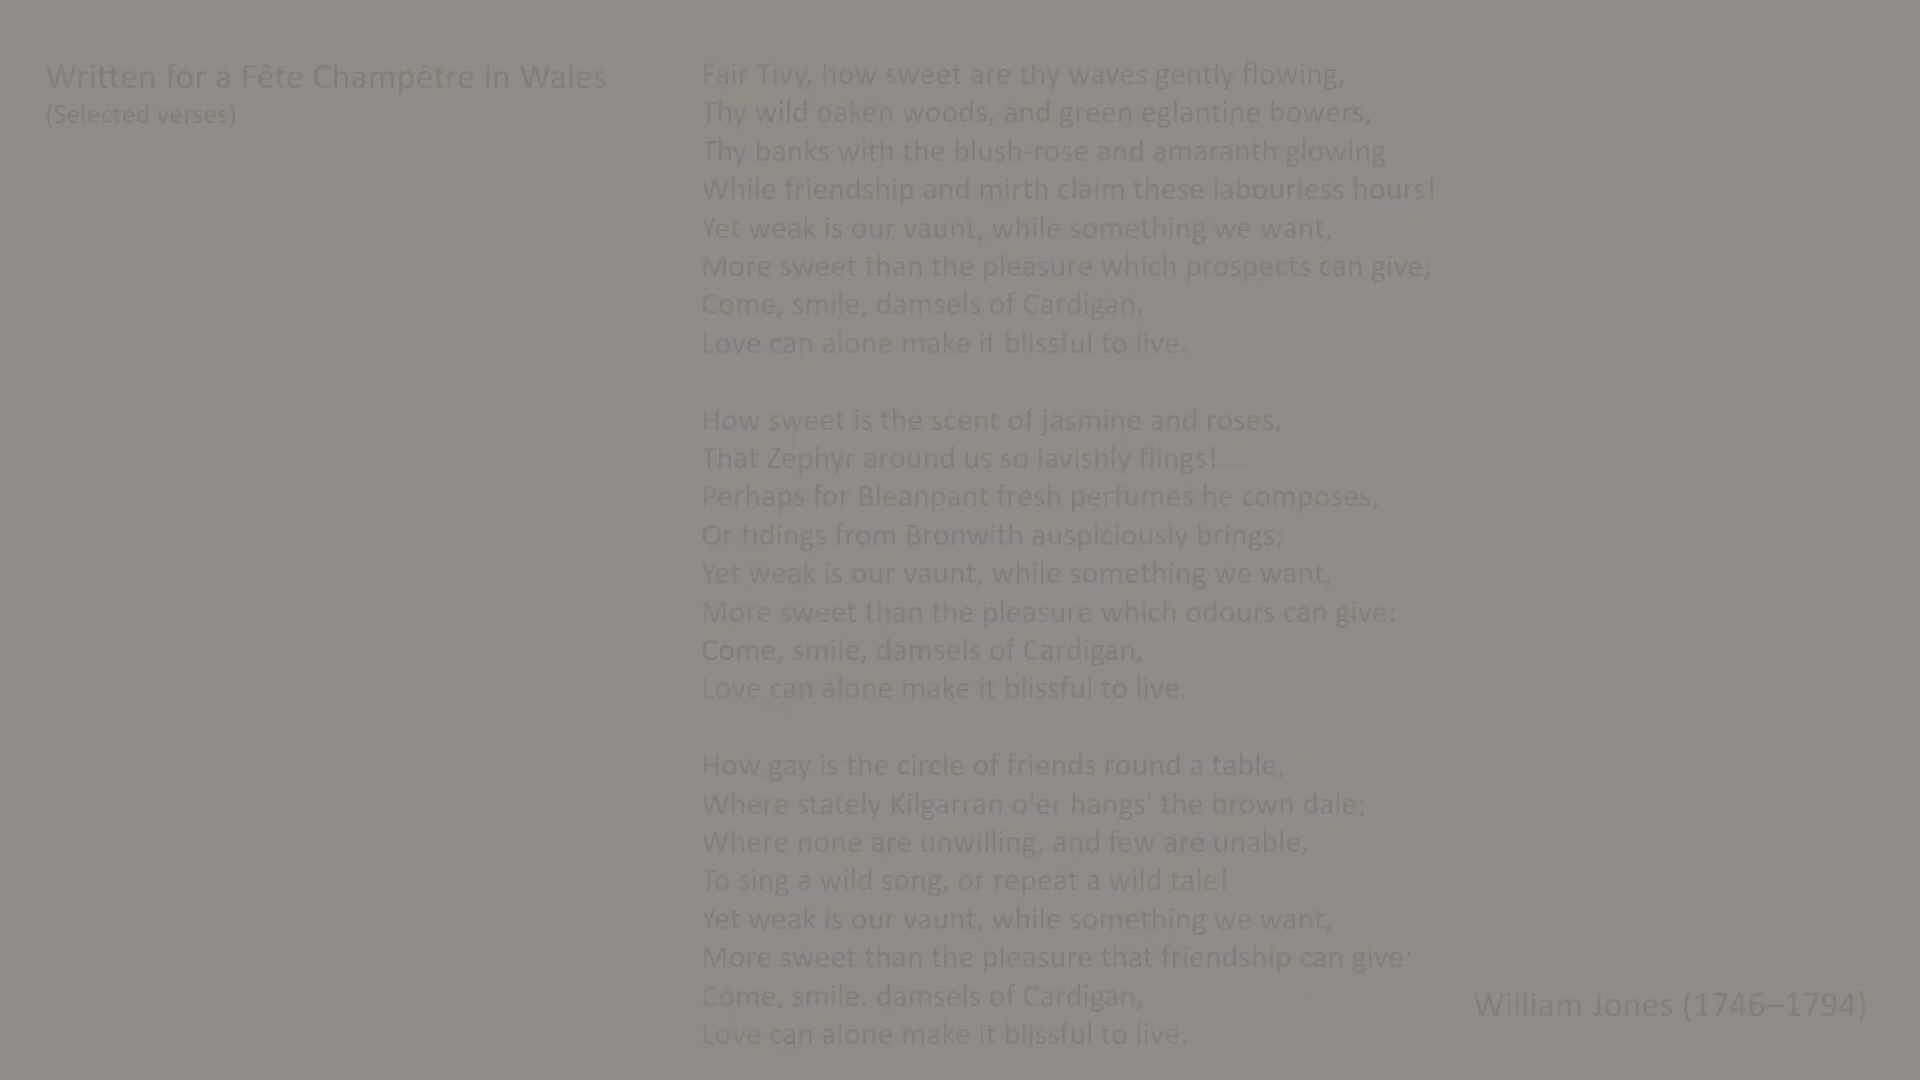 Written for a Fête Champêtre in Wales
(Selected verses)
Fair Tivy, how sweet are thy waves gently flowing,
Thy wild oaken woods, and green eglantine bowers,
Thy banks with the blush-rose and amaranth glowing
While friendship and mirth claim these labourless hours!
Yet weak is our vaunt, while something we want,
More sweet than the pleasure which prospects can give;
Come, smile, damsels of Cardigan,
Love can alone make it blissful to live.
How sweet is the scent of jasmine and roses,
That Zephyr around us so lavishly flings!
Perhaps for Bleanpant fresh perfumes he composes,
Or tidings from Bronwith auspiciously brings;
Yet weak is our vaunt, while something we want,
More sweet than the pleasure which odours can give:
Come, smile, damsels of Cardigan,
Love can alone make it blissful to live.
How gay is the circle of friends round a table,
Where stately Kilgarran o'er hangs' the brown dale;
Where none are unwilling, and few are unable,
To sing a wild song, or repeat a wild tale!
Yet weak is our vaunt, while something we want,
More sweet than the pleasure that friendship can give:
Come, smile, damsels of Cardigan,
Love can alone make it blissful to live.
William Jones (1746–1794)